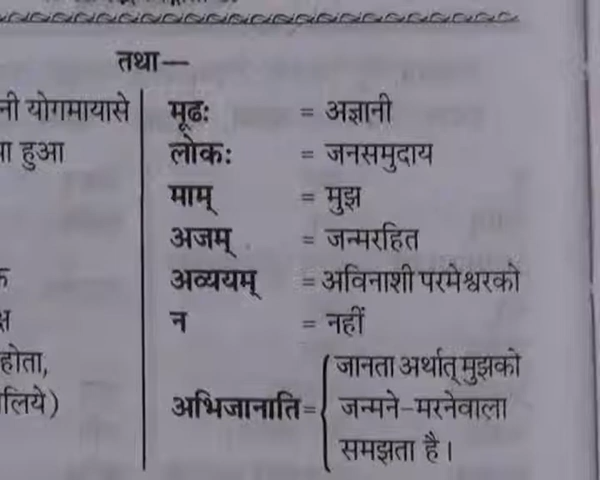 तथा—
नी योगमायासे
ा हुआ
होता,
लिये)
मूढः = अज्ञानी
लोकः = जनसमुदाय
माम् = मुझ
अजम् = जन्मरहित
अव्ययम् = अविनाशी परमेश्वरको
न = नहीं
अभिजानाति = { जानता अर्थात् मुझको
जन्मने-मरनेवाला
समझता है।